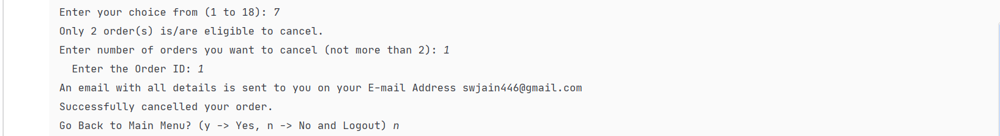 Enter your choice from (1 to 18): 7
Only 2 order(s) is/are eligible to cancel.
Enter number of orders you want to cancel (not more than 2): 1
Enter the Order ID: 1
An email with all details is sent to you on your E-mail Address swjain446@gmail.com
Successfully cancelled your order.
Go Back to Main Menu? (y -> Yes, n -> No and Logout) n